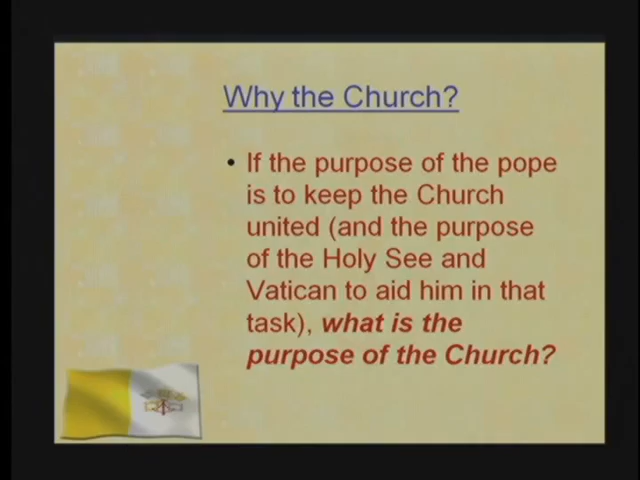 Why the Church?
• If the purpose of the pope
is to keep the Church
united (and the purpose
of the Holy See and
Vatican to aid him in that
task), what is the
purpose of the Church?